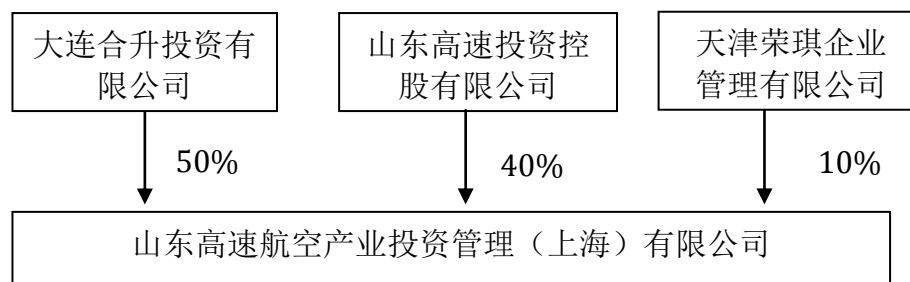 大连合升投资有
限公司
山东高速投资控
股有限公司
天津荣琪企业
管理有限公司
50%
40%
10%
山东高速航空产业投资管理（上海）有限公司